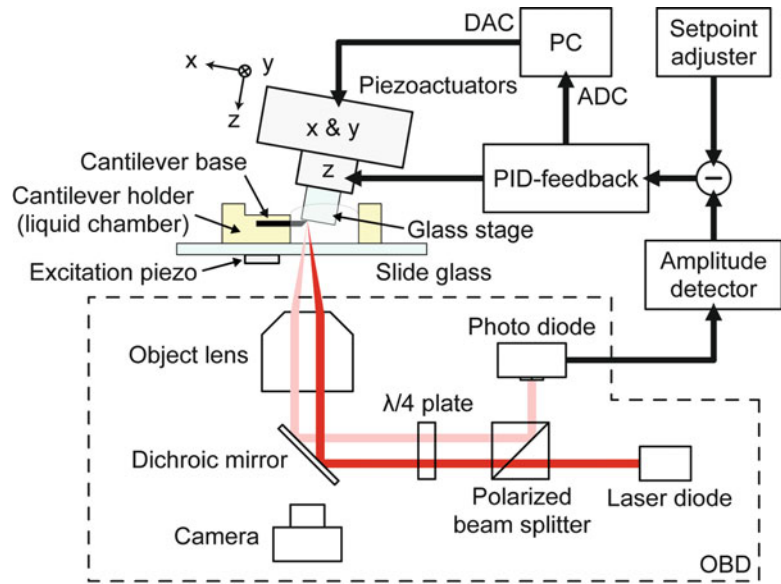 DAC
PC
Setpoint
adjuster
x
y
z
Piezoactuators
ADC
x & y
z
PID-feedback
−
Cantilever base
Cantilever holder
(liquid chamber)
Glass stage
Excitation piezo
Slide glass
Amplitude
detector
Photo diode
Object lens
λ/4 plate
Dichroic mirror
Polarized
beam splitter
Laser diode
Camera
OBD